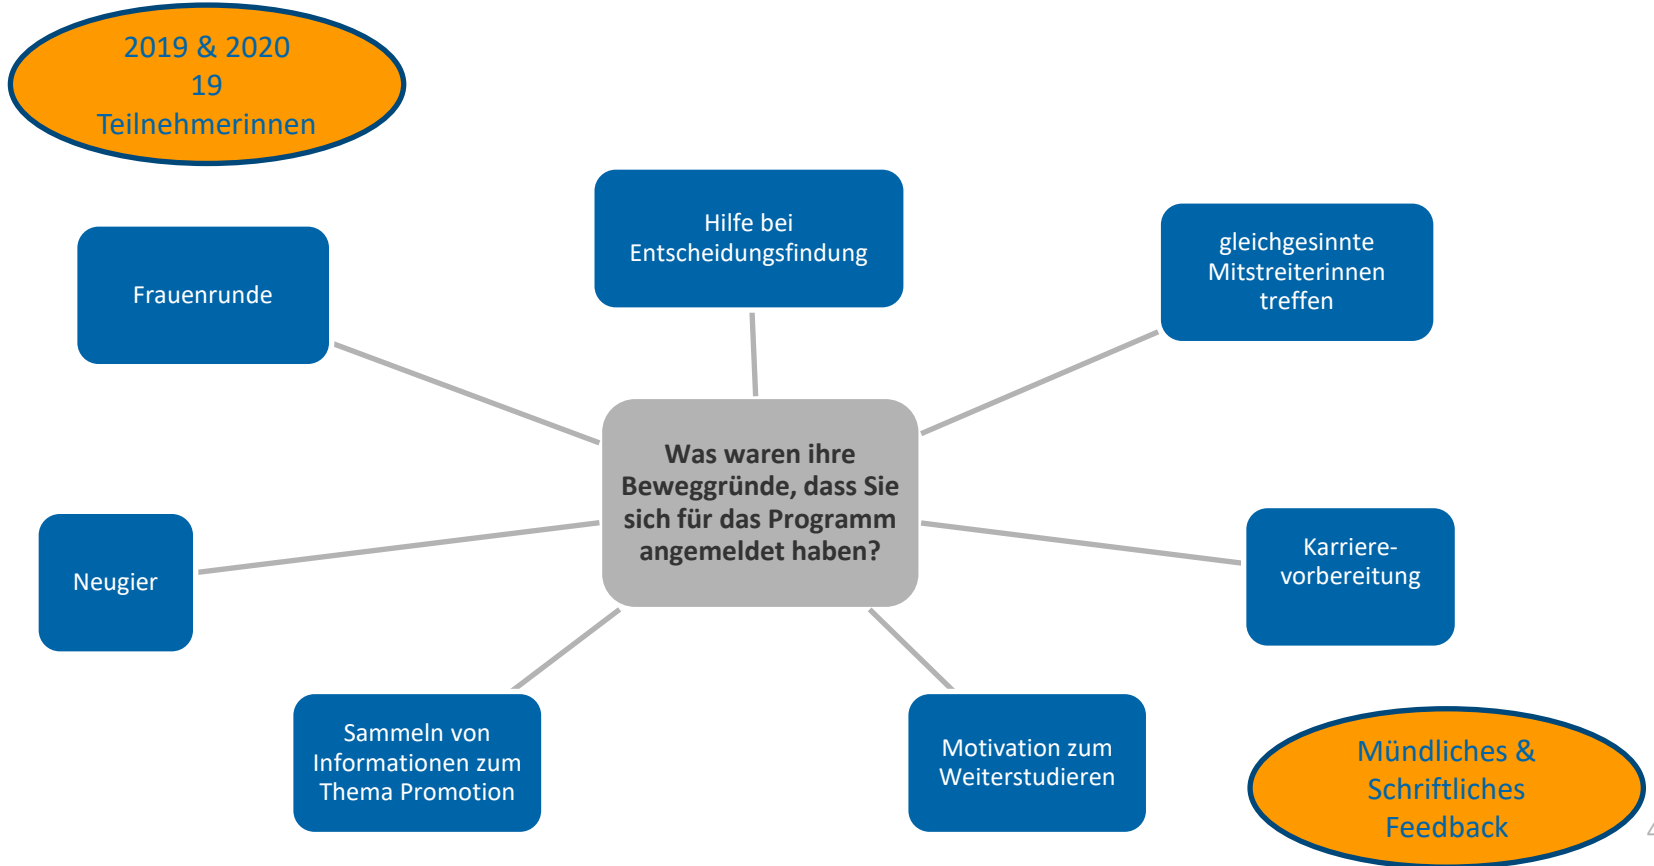 2019 & 2020
19
Teilnehmerinnen
Hilfe bei
Entscheidungsfindung
gleichgesinnte
Mitstreiterinnen
treffen
Frauenrunde
Was waren ihre
Beweggründe, dass Sie
sich für das Programm
angemeldet haben?
Neugier
Karriere-
vorbereitung
Sammeln von
Informationen zum
Thema Promotion
Motivation zum
Weiterstudieren
Mündliches &
Schriftliches
Feedback